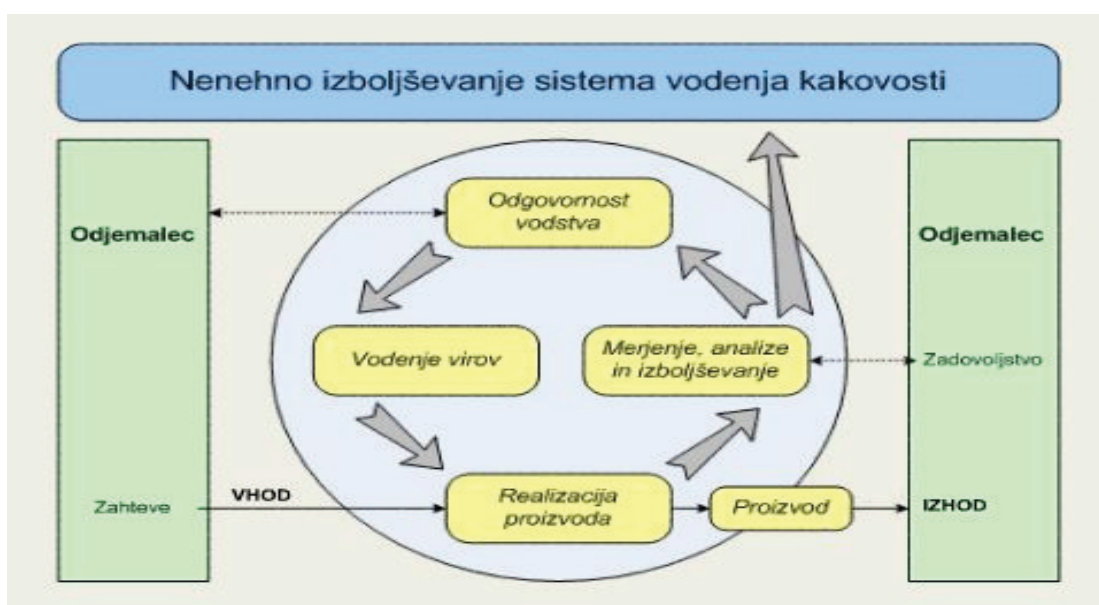 Nenehno izboljševanje sistema vodenja kakovosti
Odjemalec
Zahteve
VHOD
Odgovornost
vodstva
Vodenje virov
Merjenje, analize
in izboljševanje
Realizacija
proizvoda
Proizvod
Odjemalec
Zadovoljstvo
IZHOD